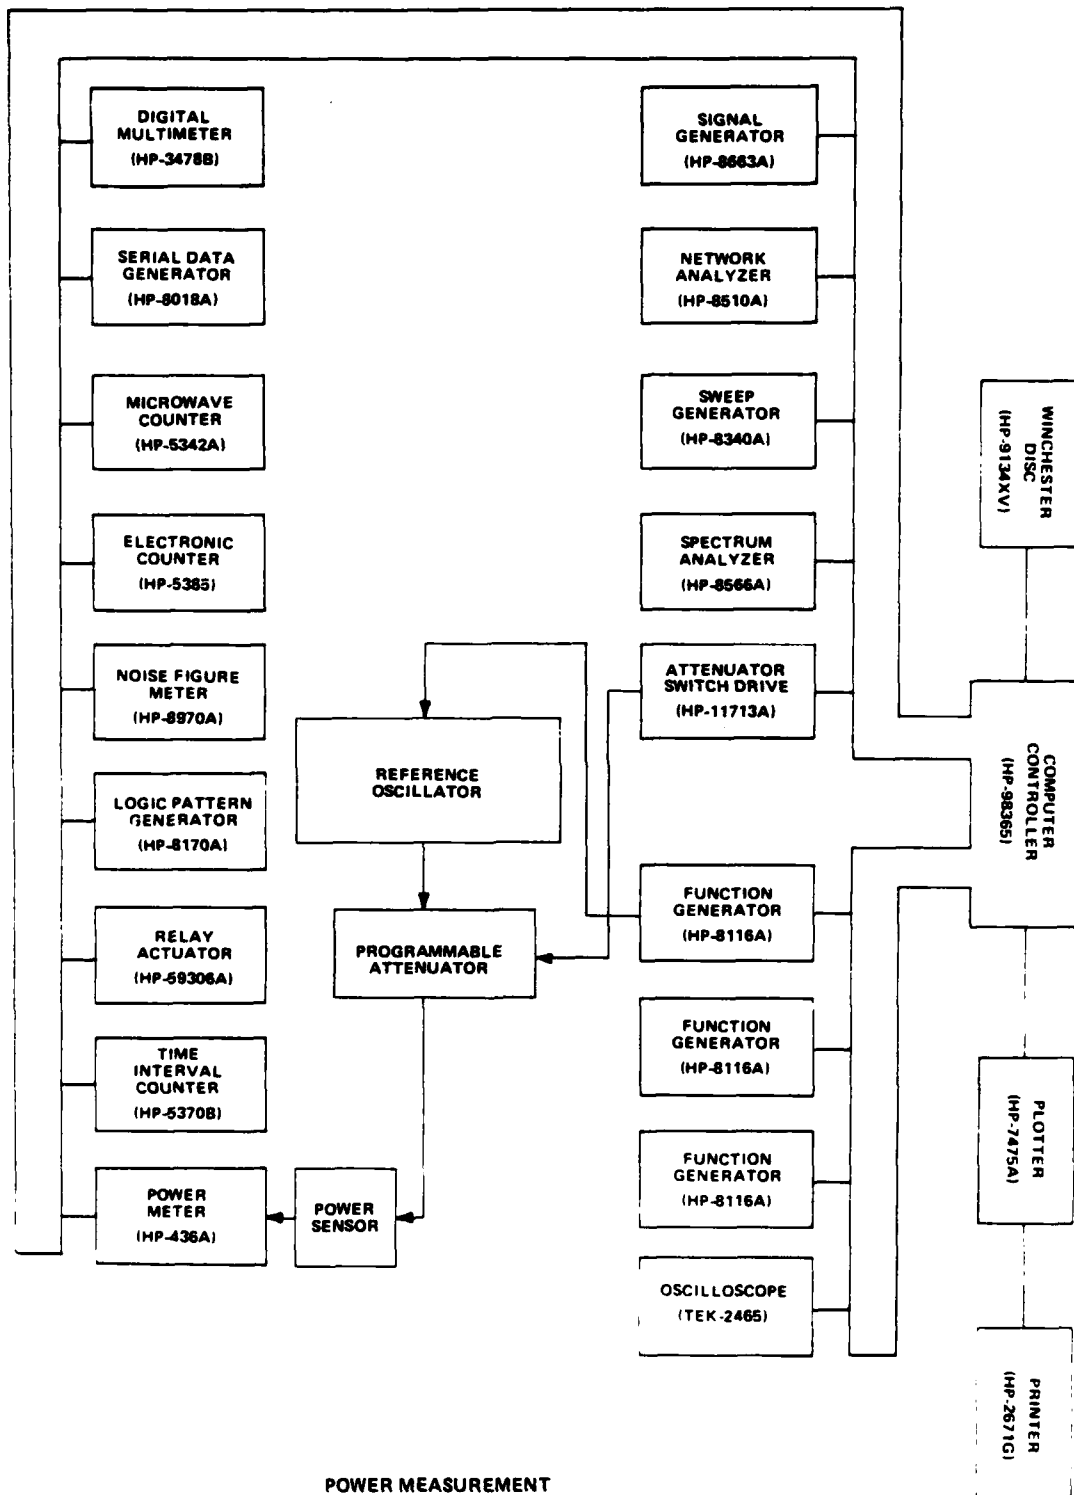 DIGITAL
MULTIMETER
(HP-3478B)
SERIAL DATA
GENERATOR
(HP-8018A)
MICROWAVE
COUNTER
(HP-5342A)
ELECTRONIC
COUNTER
(HP-5385)
NOISE FIGURE
METER
(HP-8970A)
LOGIC PATTERN
GENERATOR
(HP-8170A)
RELAY
ACTUATOR
(HP-59306A)
TIME
INTERVAL
COUNTER
(HP-5370B)
POWER
METER
(HP-436A)
POWER
SENSOR
REFERENCE
OSCILLATOR
PROGRAMMABLE
ATTENUATOR
SIGNAL
GENERATOR
(HP-8663A)
NETWORK
ANALYZER
(HP-8510A)
SWEEP
GENERATOR
(HP-8340A)
SPECTRUM
ANALYZER
(HP-8566A)
ATTENUATOR
SWITCH DRIVE
(HP-11713A)
FUNCTION
GENERATOR
(HP-8116A)
FUNCTION
GENERATOR
(HP-8116A)
FUNCTION
GENERATOR
(HP-8116A)
OSCILLOSCOPE
(TEK-2465)
WINCHESTER
DISC
(HP-9134XV)
COMPUTER
CONTROLLER
(HP-98365)
PLOTTER
(HP-7475A)
PRINTER
(HP-2671G)
POWER MEASUREMENT